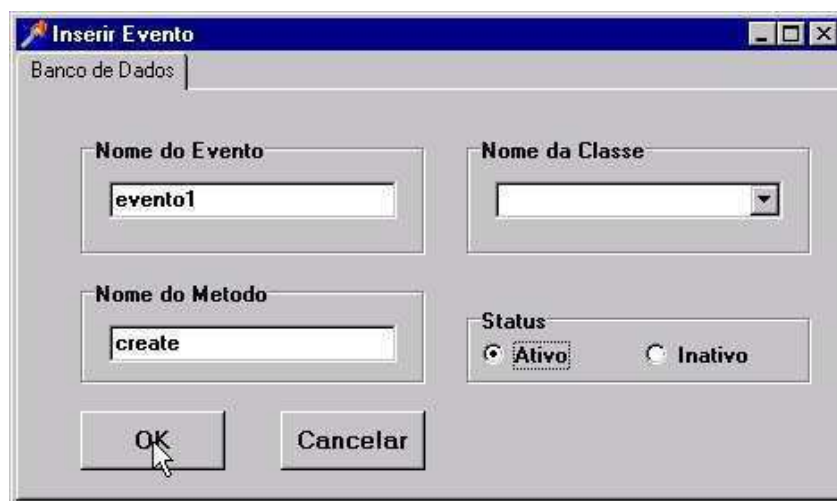 Inserir Evento
Banco de Dados
Nome do Evento
Nome da Classe
evento1
Nome do Metodo
Status
create
Ativo
Inativo
OK
Cancelar